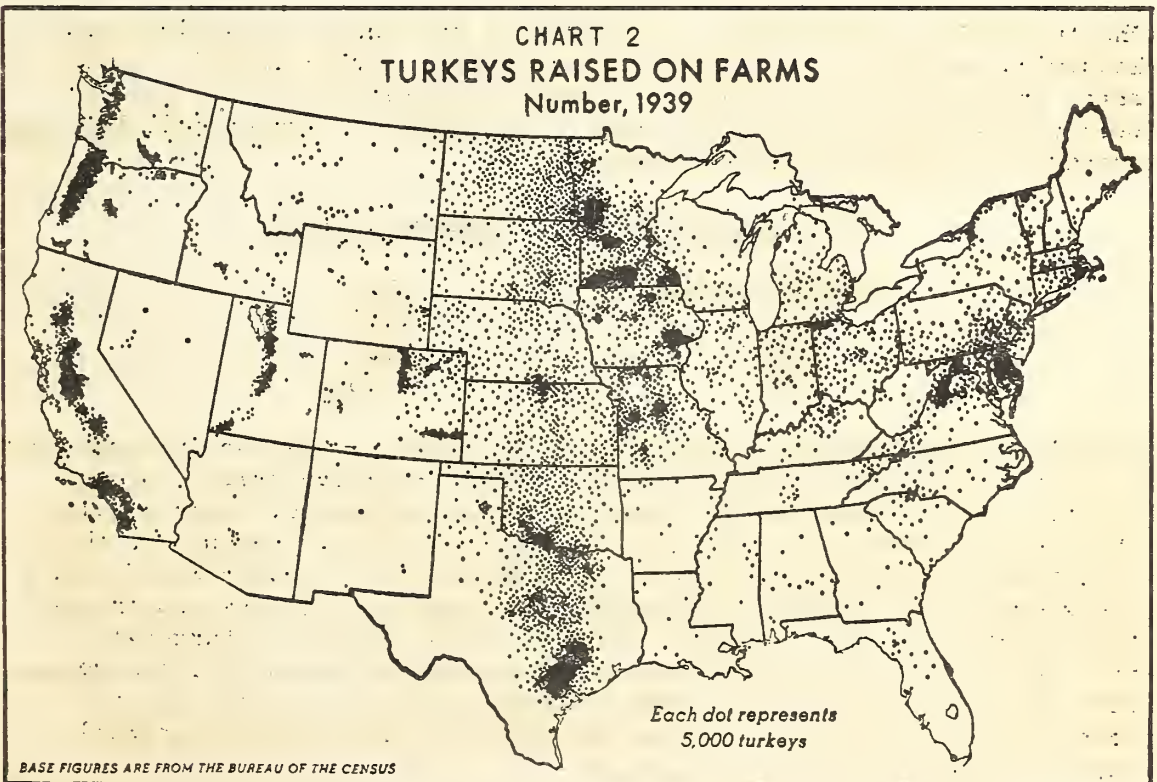 CHART 2
TURKEYS RAISED ON FARMS
Number, 1939
Each dot represents
5,000 turkeys
BASE FIGURES ARE FROM THE BUREAU OF THE CENSUS